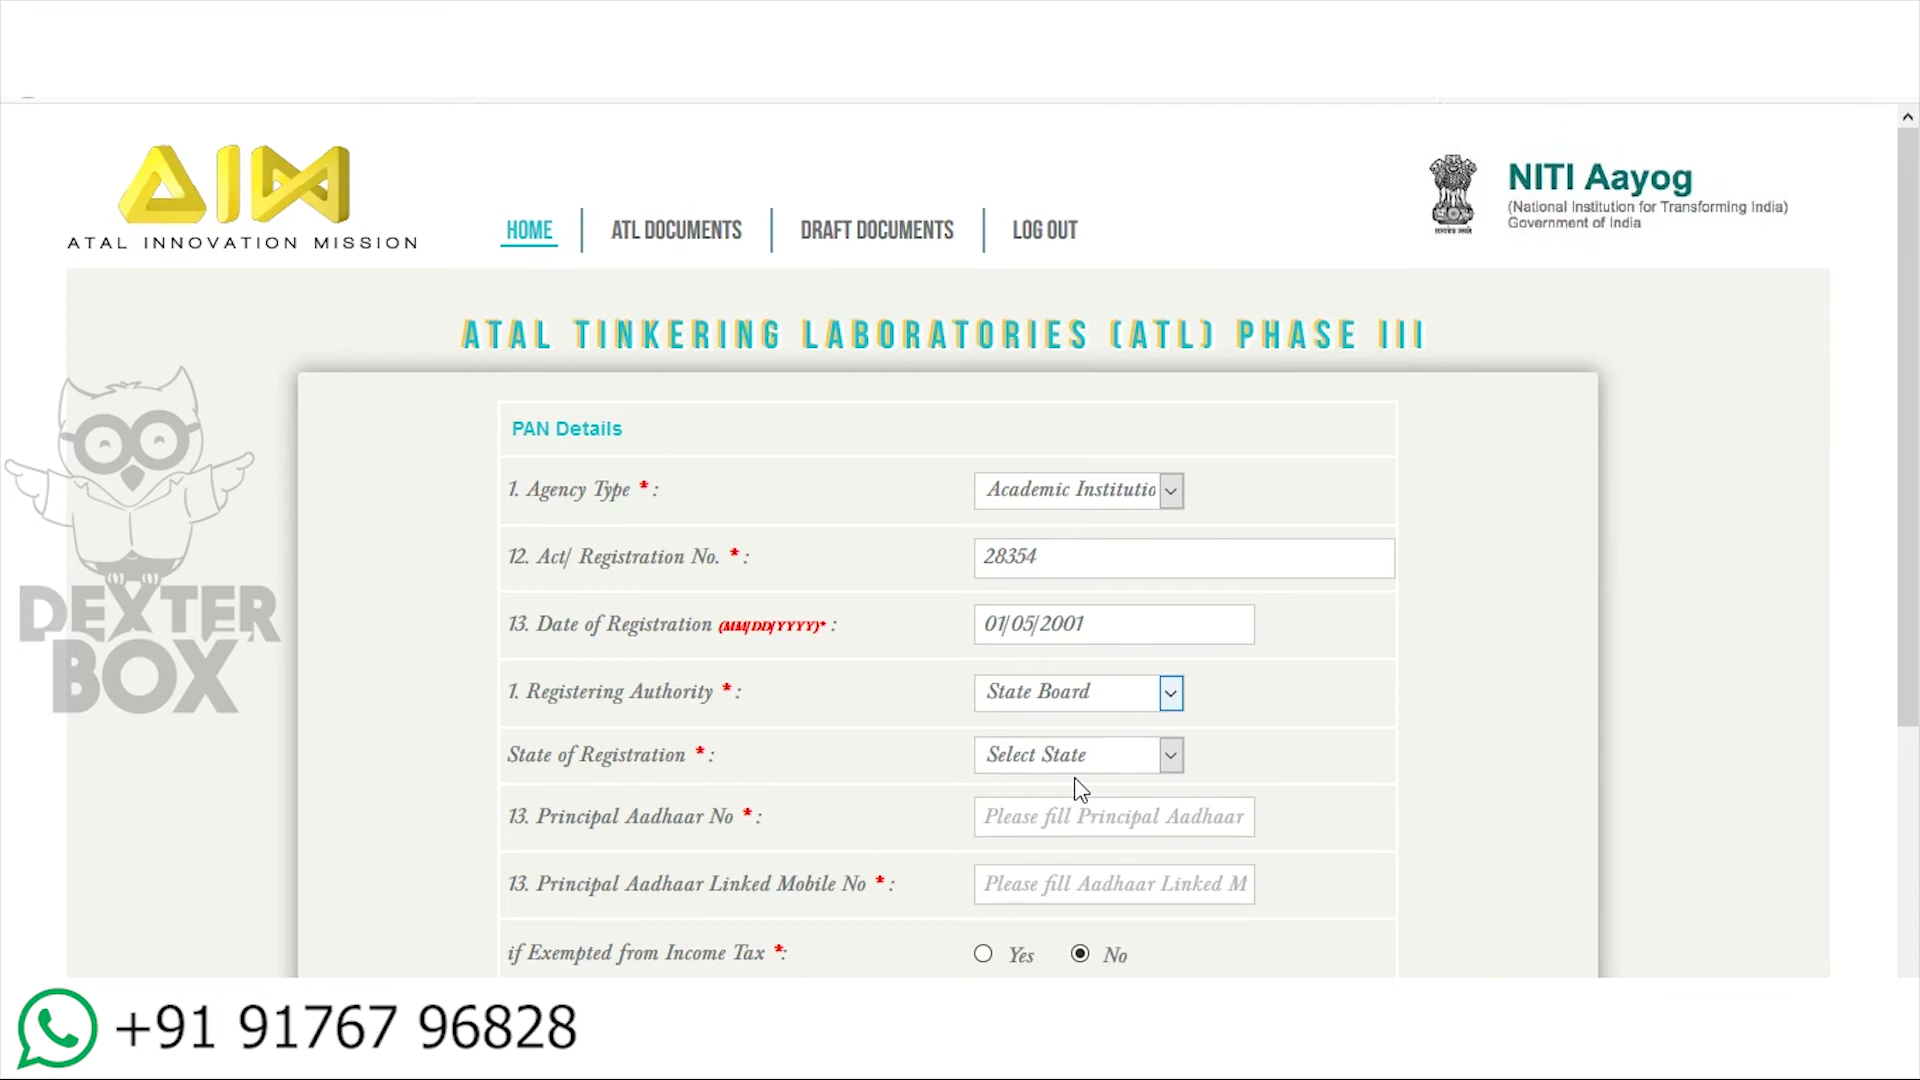 ATAL INNOVATION MISSION
HOME
ATL DOCUMENTS
DRAFT DOCUMENTS
LOG OUT
NITI Aayog
(National Institution for Transforming India)
Government of India
ATAL TINKERING LABORATORIES (ATL) PHASE III
PAN Details
1. Agency Type * :
Academic Institutio
12. Act/ Registration No. * :
28354
13. Date of Registration (MM/DD/YYYY)* :
01/05/2001
1. Registering Authority * :
State Board
State of Registration * :
Select State
13. Principal Aadhaar No * :
Please fill Principal Aadhaar
13. Principal Aadhaar Linked Mobile No * :
Please fill Aadhaar Linked M
if Exempted from Income Tax *:
Yes
No
DEXTER
BOX
+91 91767 96828